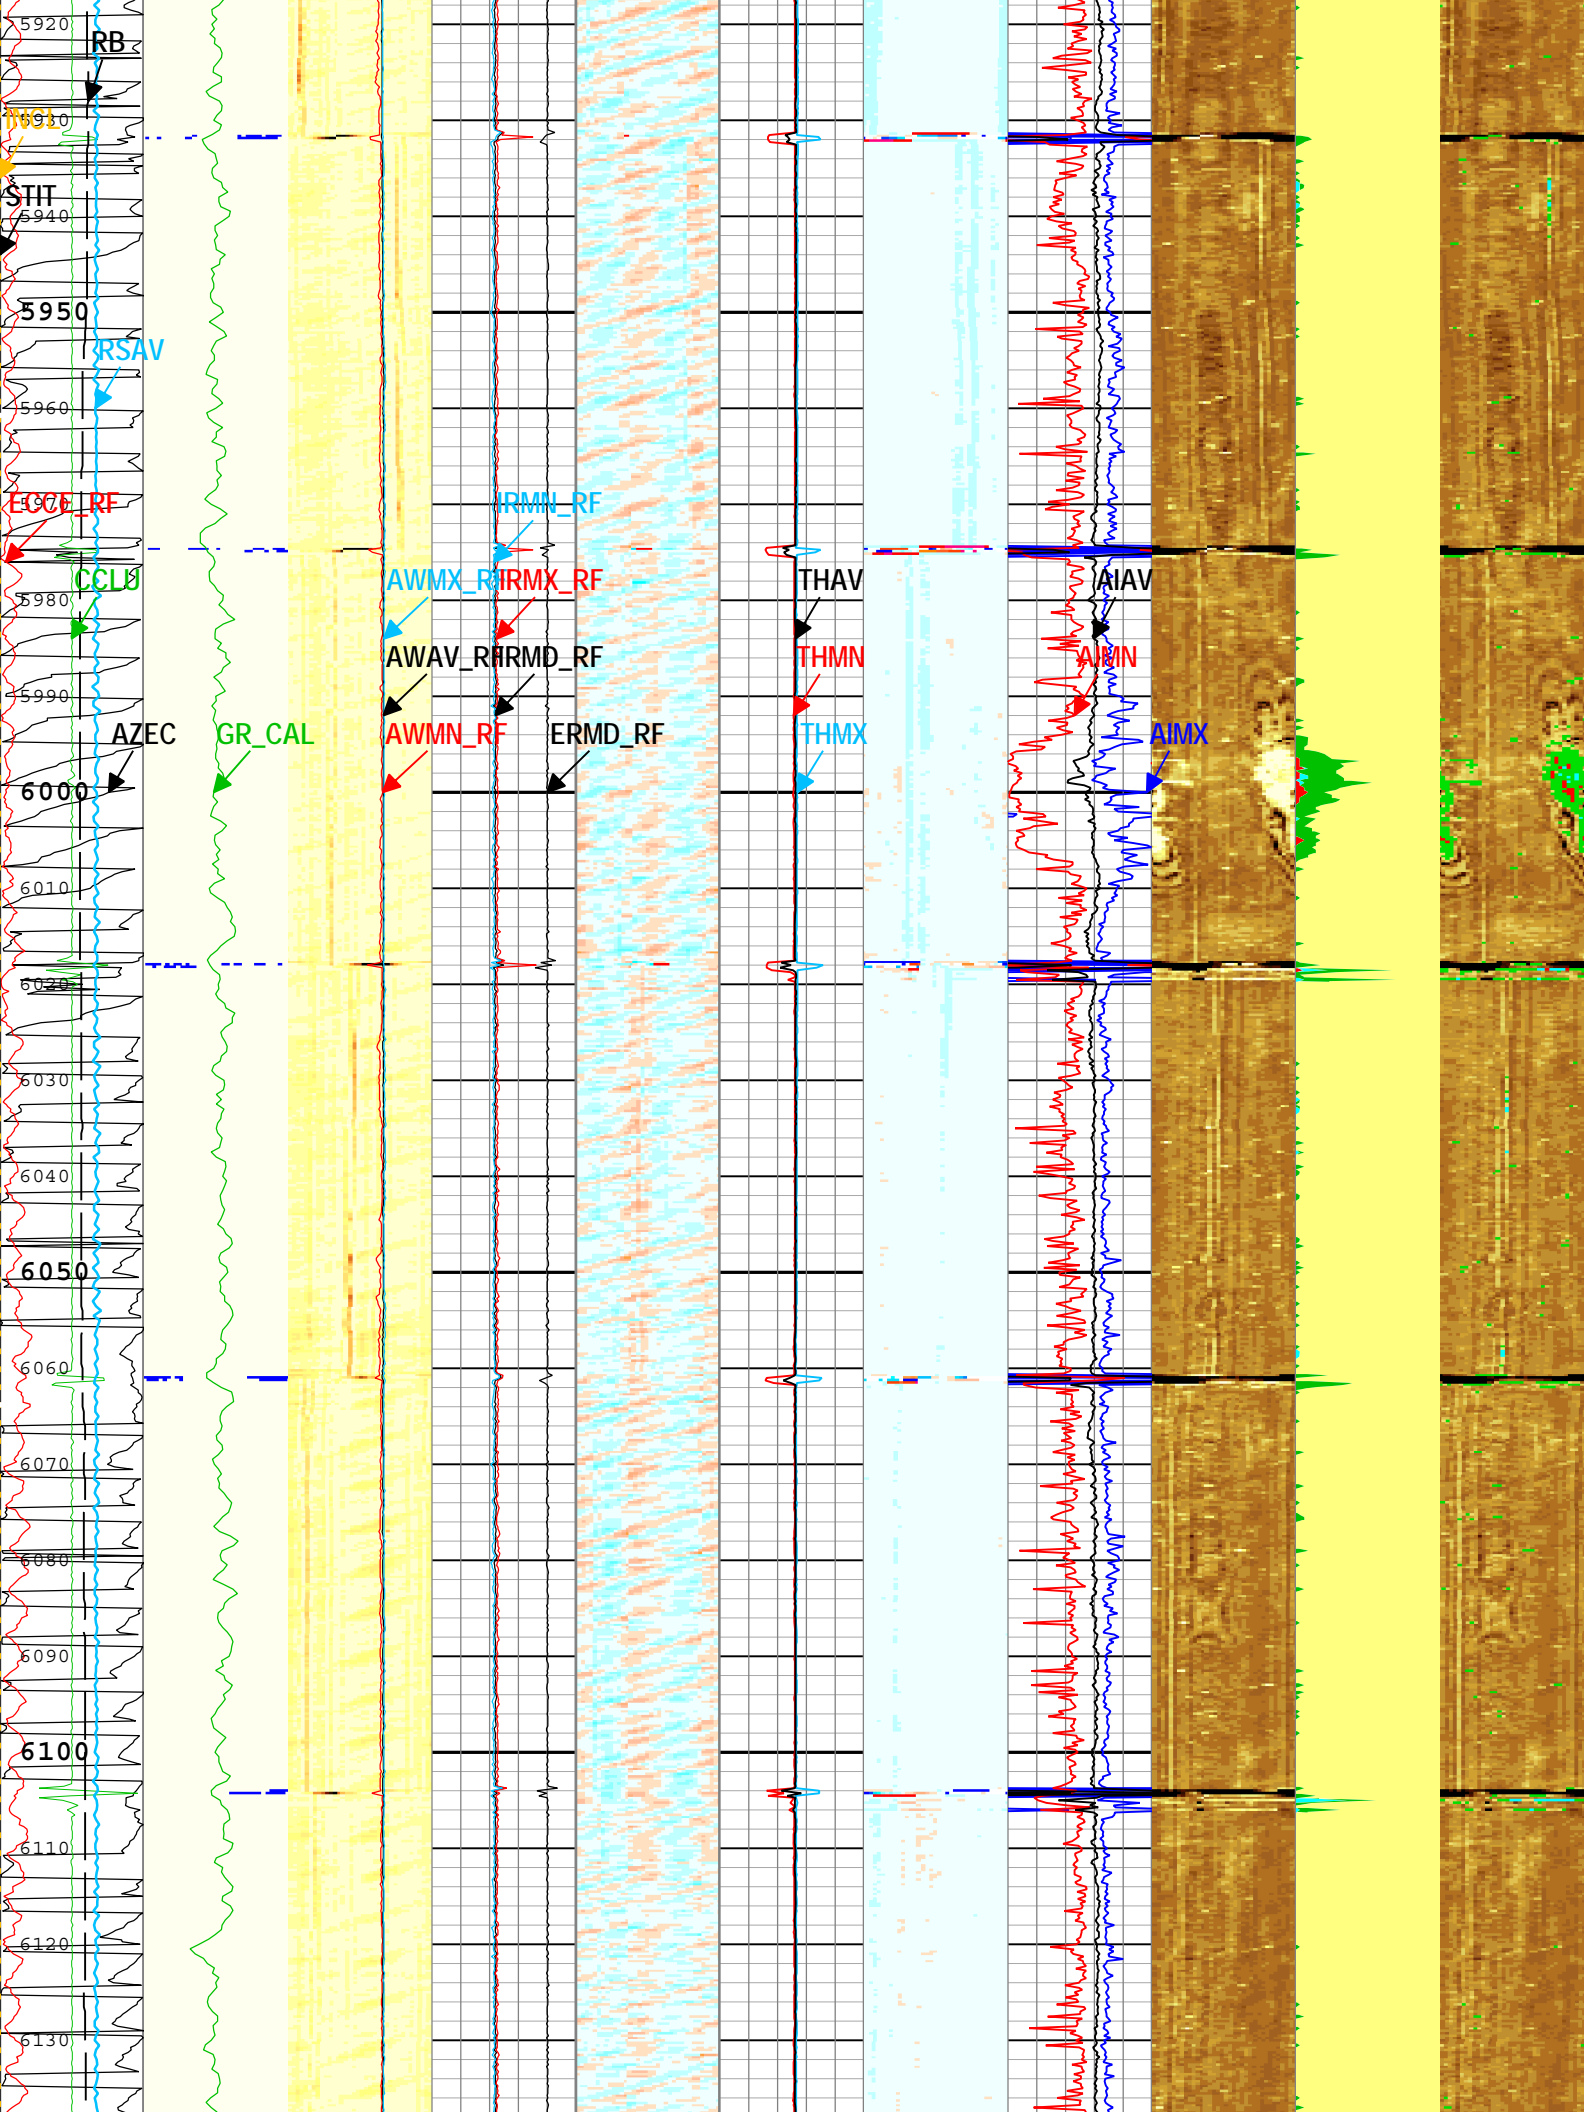 5920
RB
5930
INCL
STIT
5940
5950
RSAV
5960
ECCE_RF
5970
IRMN_RF
CCLU
5980
AWMX_RF
IRMX_RF
THAV
AIAV
AWAV_RF
IRMD_RF
THMN
AIMN
5990
AZEC
GR_CAL
AWMN_RF
ERMD_RF
THMX
AIMX
6000
6010
6020
6030
6040
6050
6060
6070
6080
6090
6100
6110
6120
6130